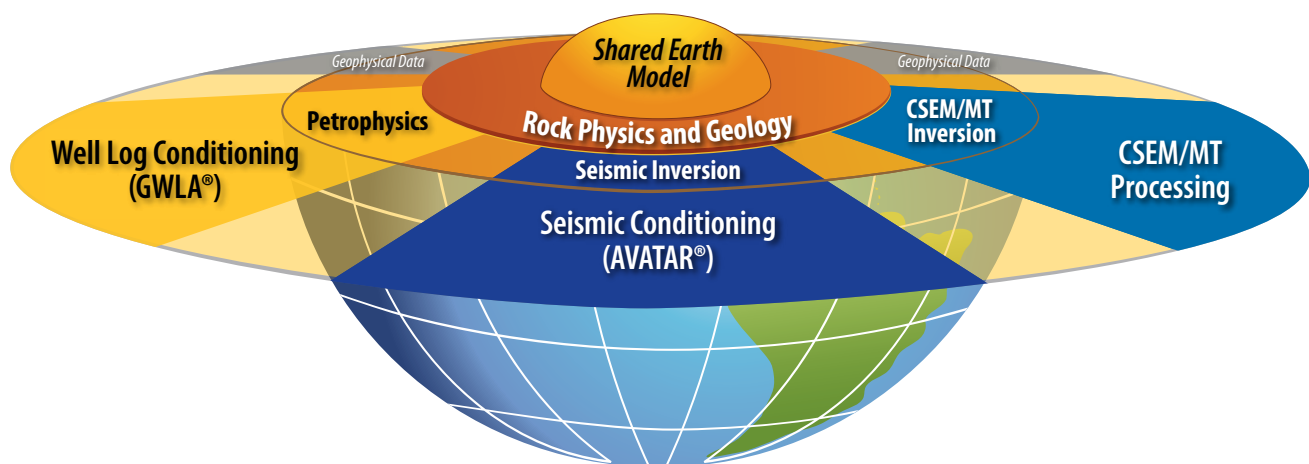 Shared Earth
Model
Geophysical Data
Geophysical Data
Petrophysics
Rock Physics and Geology
CSEM/MT
Inversion
Well Log Conditioning
(GWLA®)
Seismic Inversion
CSEM/MT
Processing
Seismic Conditioning
(AVATAR®)